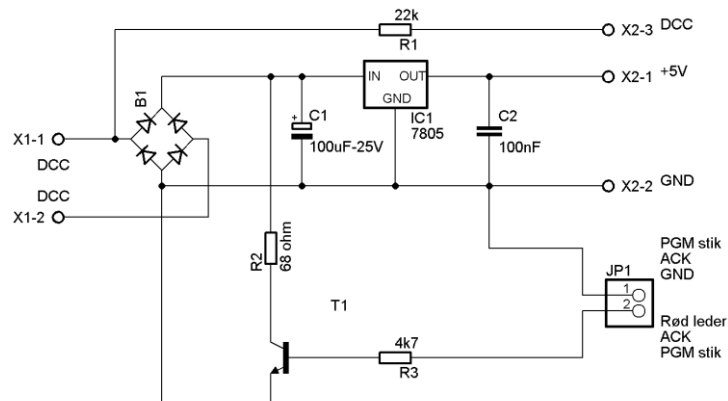 22k
R1
X2-3 DCC
IN OUT
GND
IC1
7805
X2-1 +5V
B1
X1-1
DCC
DCC
X1-2
+
C1
100uF-25V
C2
100nF
X2-2 GND
R2
68 ohm
T1
PGM stik
ACK
GND
JP1
1
2
Rød leder
ACK
PGM stik
4k7
R3